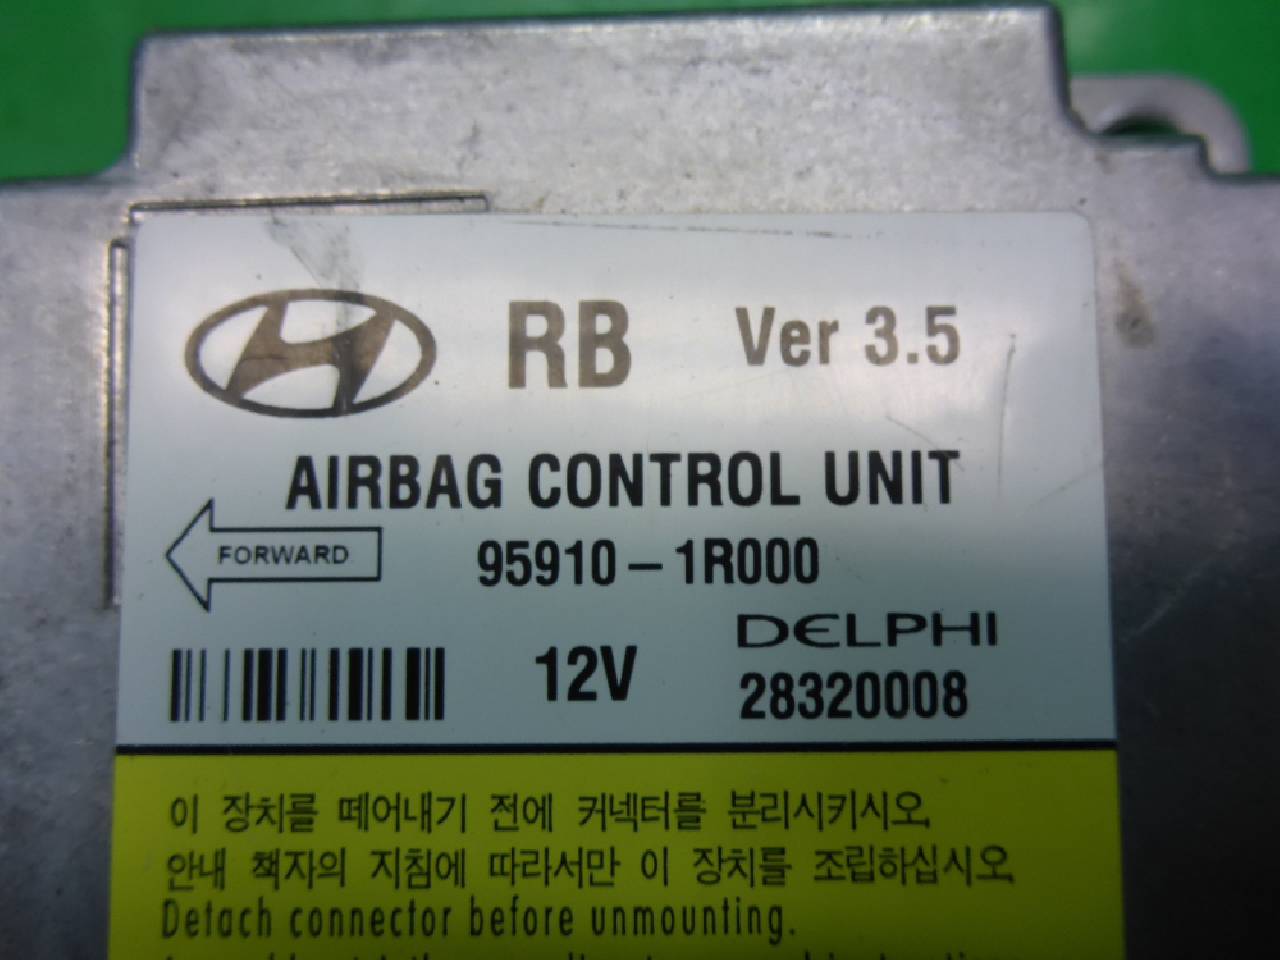 RB Ver 3.5
AIRBAG CONTROL UNIT
FORWARD 95910-1R000
DELPHI
12V 28320008
이 장치를 떼어내기 전에 커넥터를 분리시키시오.
안내 책자의 지침에 따라서만 이 장치를 조립하십시오.
Detach connector before unmounting.